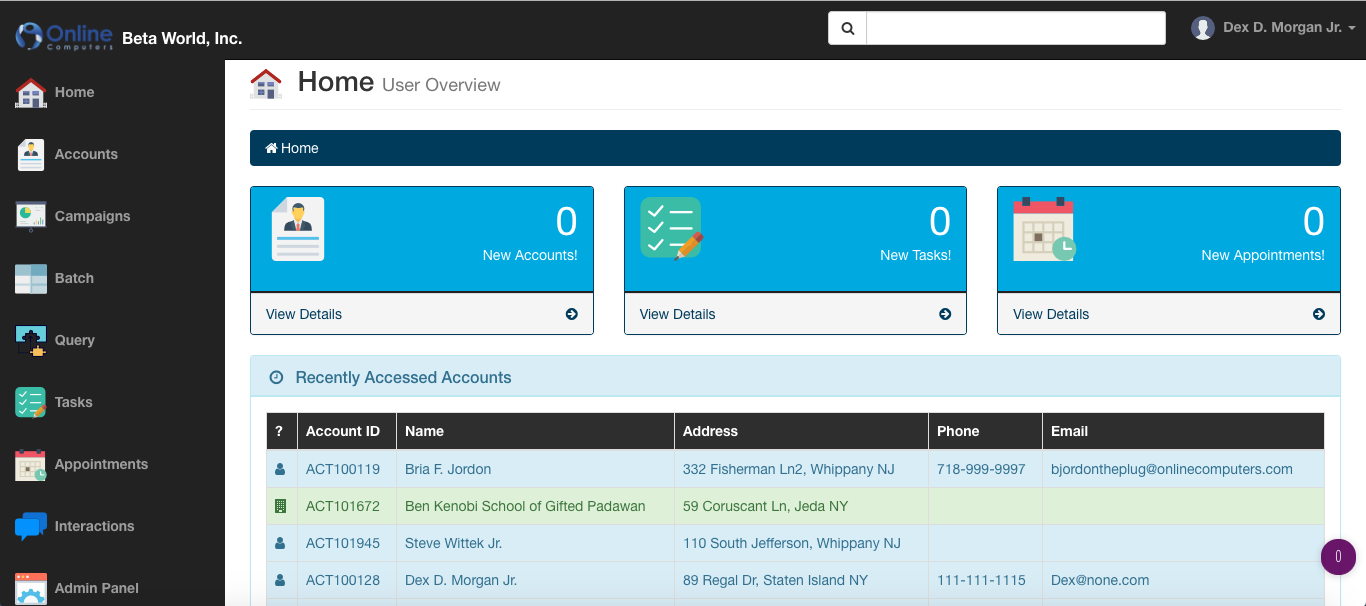 Online
Computers
Beta World, Inc.
Dex D. Morgan Jr.
Home
Accounts
Campaigns
Batch
Query
Tasks
Appointments
Interactions
Admin Panel
Home User Overview
Home
0
New Accounts!
View Details
0
New Tasks!
View Details
0
New Appointments!
View Details
Recently Accessed Accounts
? Account ID Name Address Phone Email
ACT100119 Bria F. Jordon 332 Fisherman Ln2, Whippany NJ 718-999-9997 bjordontheplug@onlinecomputers.com
ACT101672 Ben Kenobi School of Gifted Padawan 59 Coruscant Ln, Jeda NY
ACT101945 Steve Wittek Jr. 110 South Jefferson, Whippany NJ
ACT100128 Dex D. Morgan Jr. 89 Regal Dr, Staten Island NY 111-111-1115 Dex@none.com
0